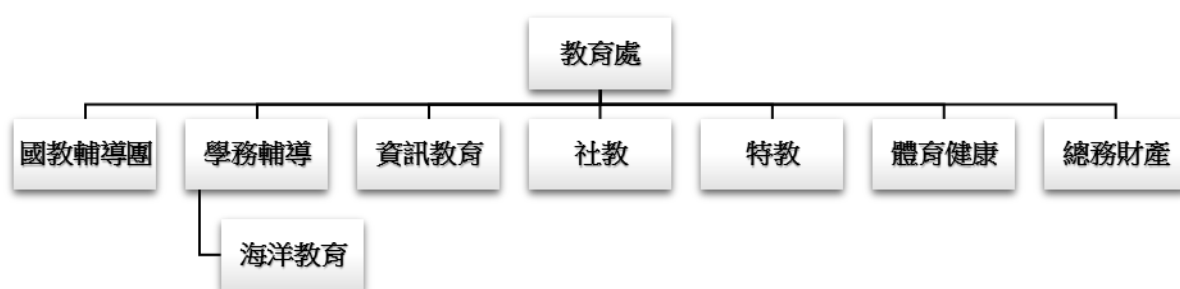 教育處
國教輔導團
學務輔導
資訊教育
社教
特教
體育健康
總務財產
海洋教育